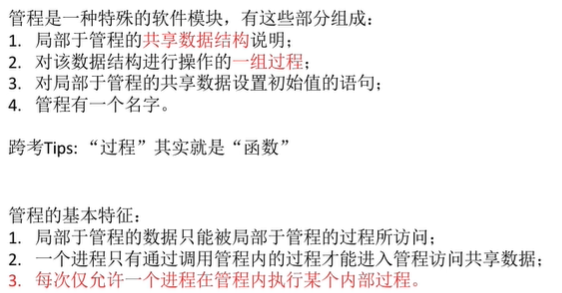 管程是一种特殊的软件模块，有这些部分组成：
1. 局部于管程的共享数据结构说明；
2. 对该数据结构进行操作的一组过程；
3. 对局部于管程的共享数据设置初始值的语句；
4. 管程有一个名字。
跨考Tips: “过程”其实就是“函数”
管程的基本特征：
1. 局部于管程的数据只能被局部于管程的过程所访问；
2. 一个进程只有通过调用管程内的过程才能进入管程访问共享数据；
3. 每次仅允许一个进程在管程内执行某个内部过程。